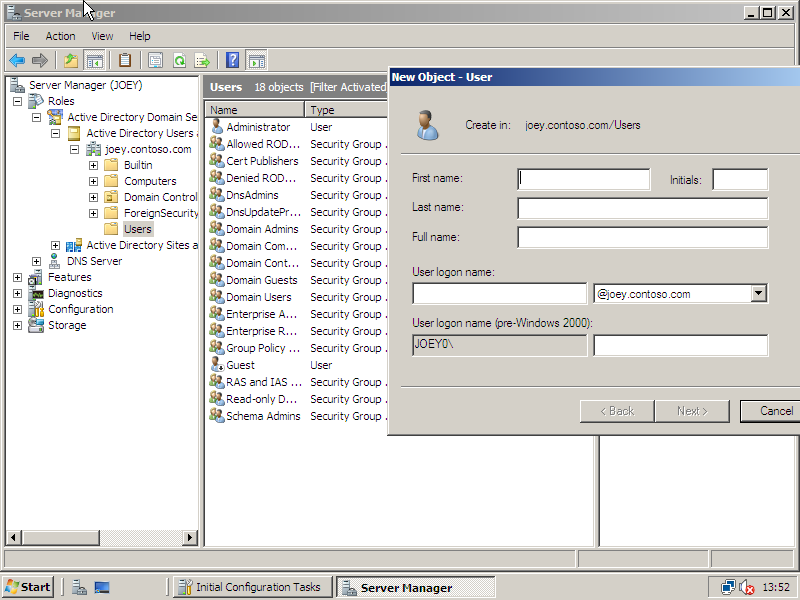 Server Manager
File Action View Help
Server Manager (JOEY)
Roles
Active Directory Domain Se
Active Directory Users a
joey.contoso.com
Builtin
Computers
Domain Control
ForeignSecurity
Users
Active Directory Sites a
DNS Server
Features
Diagnostics
Configuration
Storage
Users 18 objects [Filter Activated
Name Type
Administrator User
Allowed ROD... Security Group
Cert Publishers Security Group
Denied ROD... Security Group
DnsAdmins Security Group
DnsUpdatePr... Security Group
Domain Admins Security Group
Domain Com... Security Group
Domain Cont... Security Group
Domain Guests Security Group
Domain Users Security Group
Enterprise A... Security Group
Enterprise R... Security Group
Group Policy ... Security Group
Guest User
RAS and IAS ... Security Group
Read-only D... Security Group
Schema Admins Security Group
New Object - User
Create in: joey.contoso.com/Users
First name: Initials:
Last name:
Full name:
User logon name:
@joey.contoso.com
User logon name (pre-Windows 2000):
JOEY0\
< Back Next > Cancel
Start Initial Configuration Tasks Server Manager 13:52